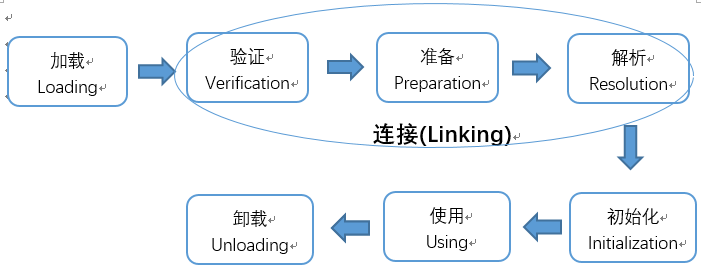 加载
Loading
验证
Verification
准备
Preparation
解析
Resolution
连接(Linking)
初始化
Initialization
使用
Using
卸载
Unloading